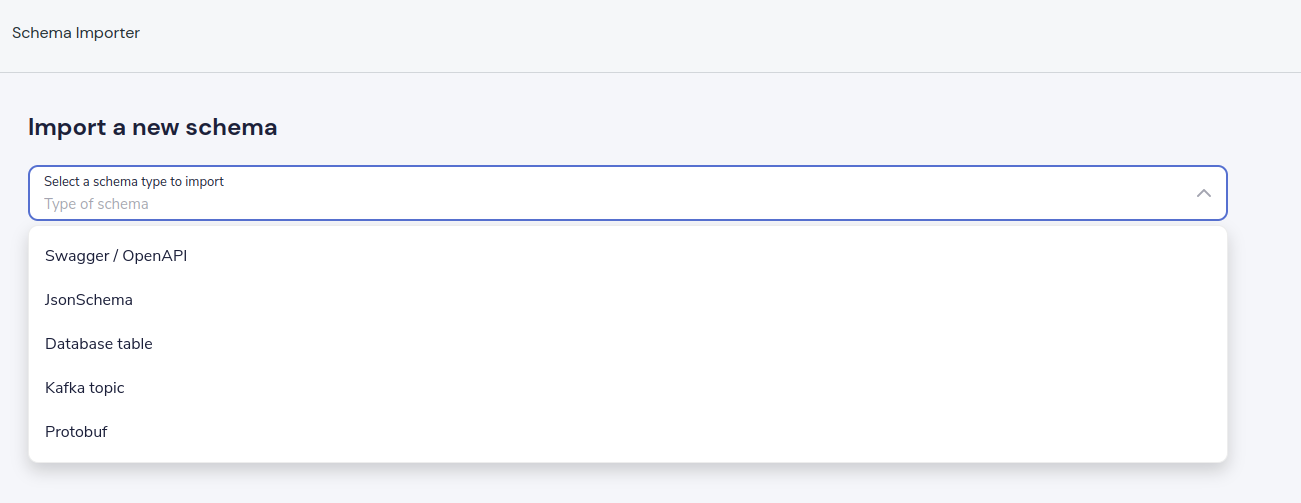 Schema Importer
Import a new schema
Select a schema type to import
Type of schema
Swagger / OpenAPI
JsonSchema
Database table
Kafka topic
Protobuf